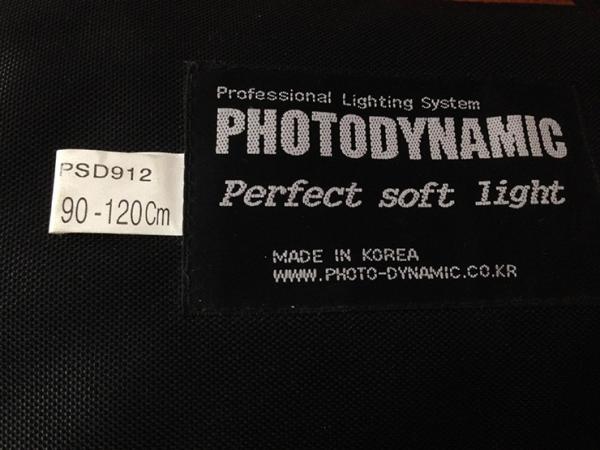 PSD912
90-120Cm
Professional Lighting System
PHOTODYNAMIC
Perfect soft light
MADE IN KOREA
WWW.PHOTO-DYNAMIC.CO.KR